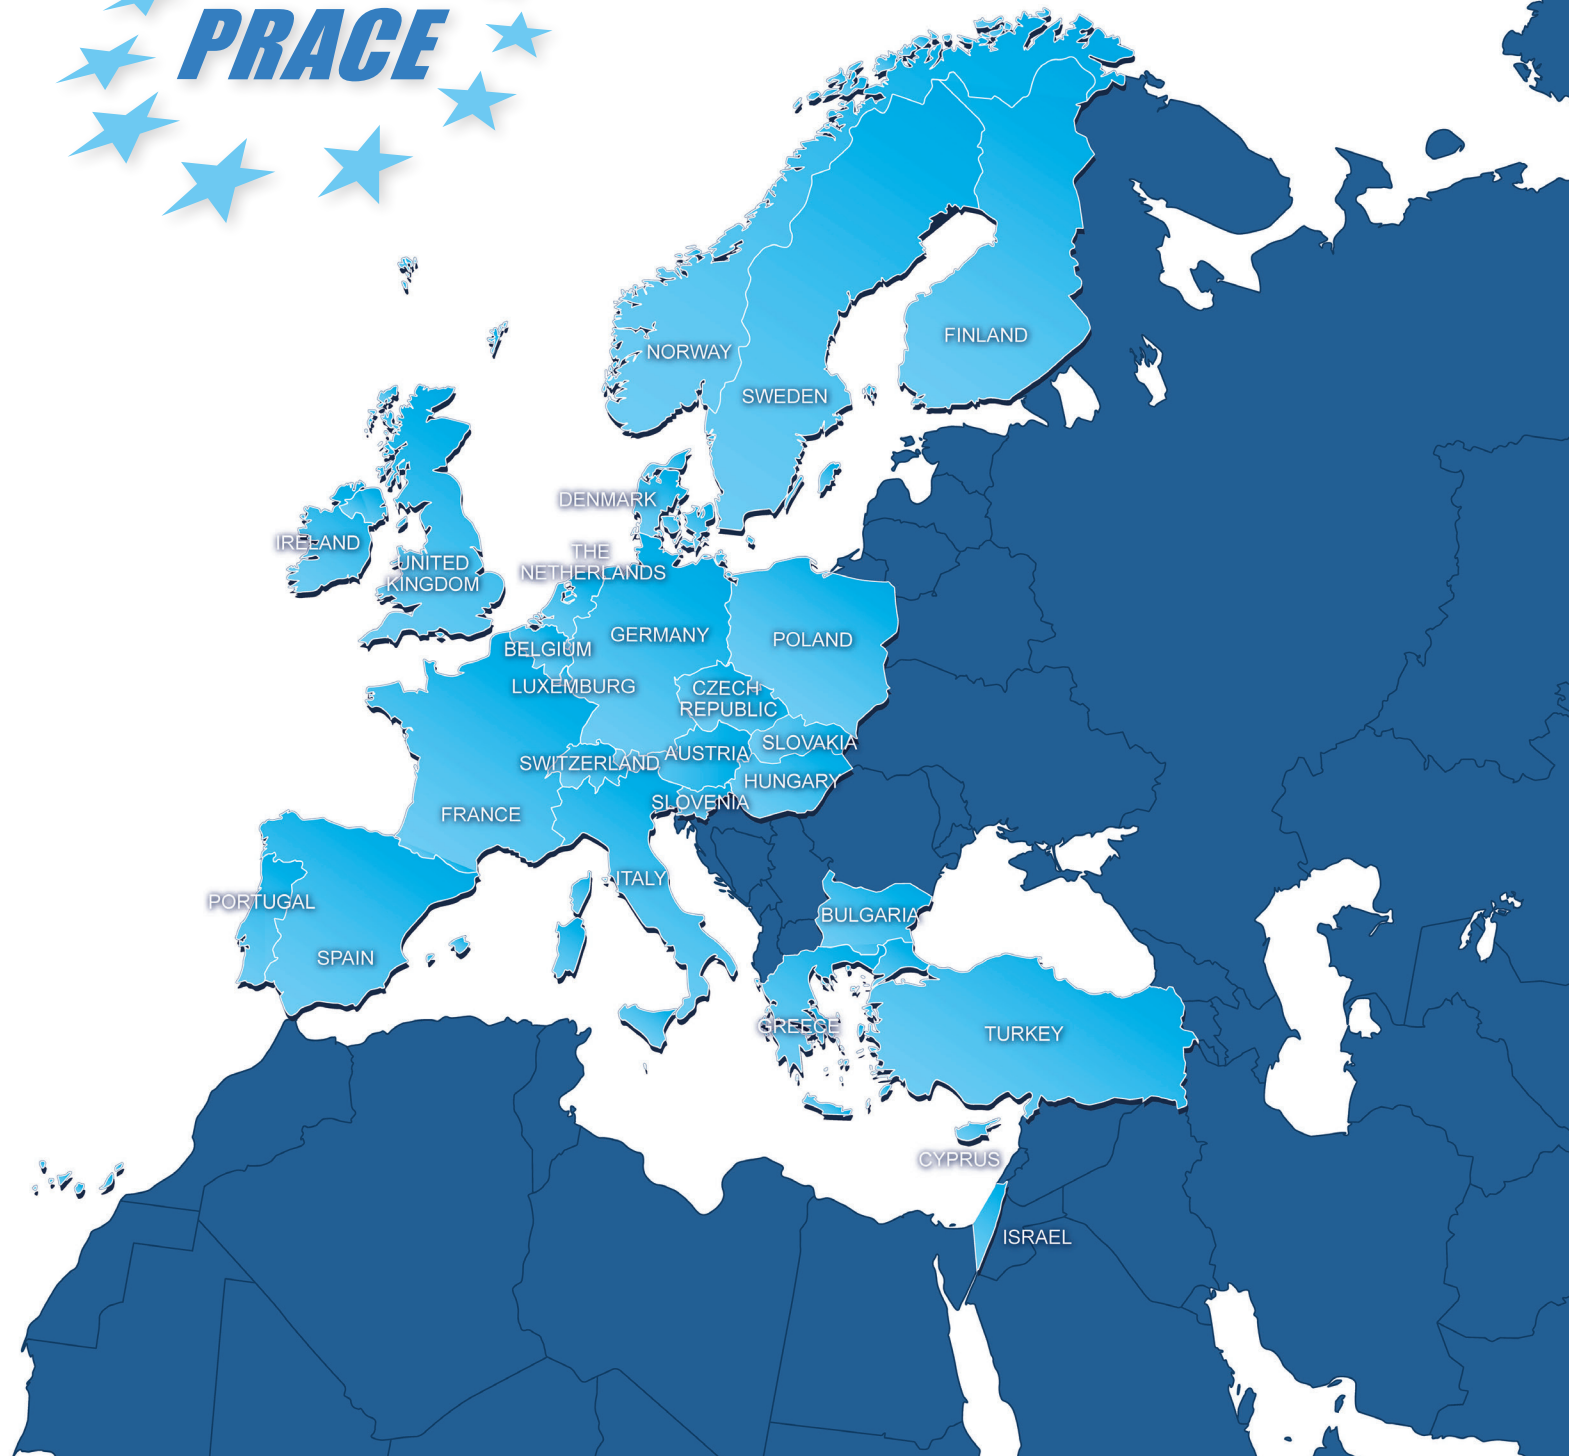 PRACE
NORWAY
FINLAND
SWEDEN
DENMARK
IRELAND
UNITED
KINGDOM
THE
NETHERLANDS
GERMANY
POLAND
BELGIUM
LUXEMBURG
CZECH
REPUBLIC
SLOVAKIA
AUSTRIA
SWITZERLAND
HUNGARY
SLOVENIA
FRANCE
ITALY
PORTUGAL
BULGARIA
SPAIN
GREECE
TURKEY
CYPRUS
ISRAEL